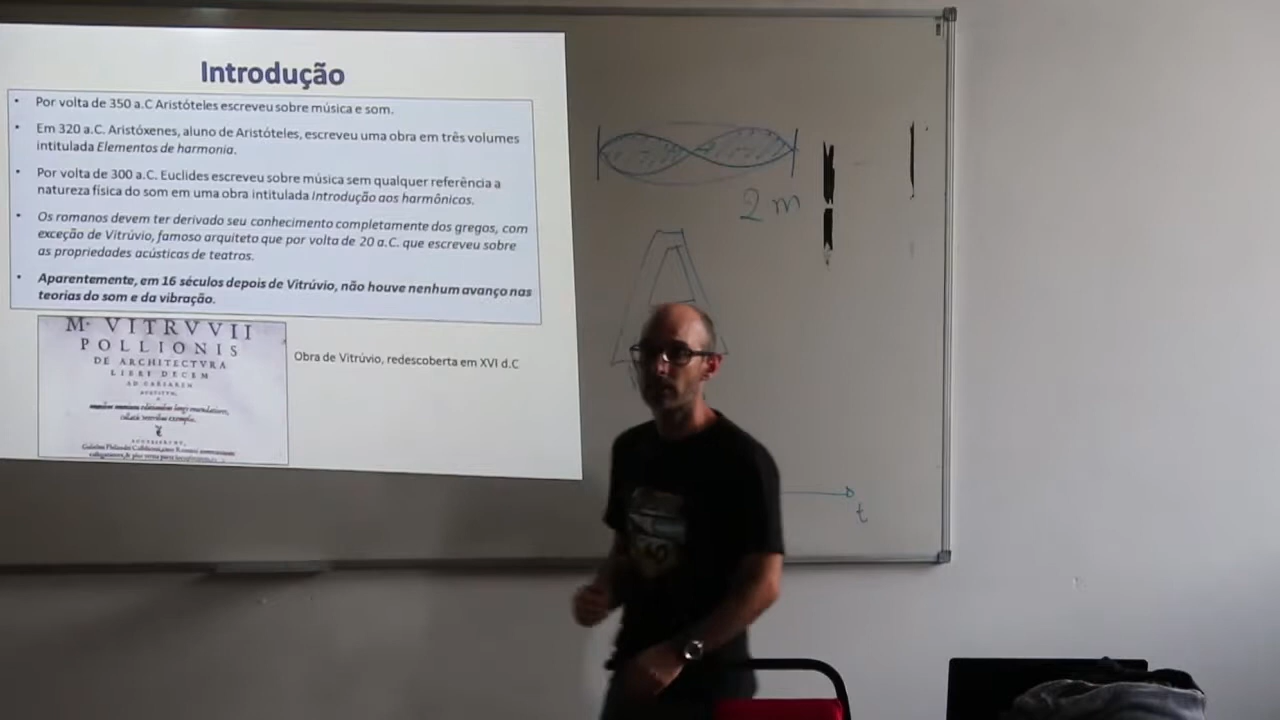 Introdução
• Por volta de 350 a.C Aristóteles escreveu sobre música e som.
• Em 320 a.C. Aristóxenes, aluno de Aristóteles, escreveu uma obra em três volumes
intitulada Elementos de harmonia.
• Por volta de 300 a.C. Euclides escreveu sobre música sem qualquer referência a
natureza física do som em uma obra intitulada Introdução aos harmônicos.
• Os romanos devem ter derivado seu conhecimento completamente dos gregos, com
exceção de Vitrúvio, famoso arquiteto que por volta de 20 a.C. que escreveu sobre
as propriedades acústicas de teatros.
• Aparentemente, em 16 séculos depois de Vitrúvio, não houve nenhum avanço nas
teorias do som e da vibração.
M. VITRVVII
POLLIONIS
DE ARCHITECTVRA
LIBRI DECEM
AD CAESAREM
Obra de Vitrúvio, redescoberta em XVI d.C
2 m
t